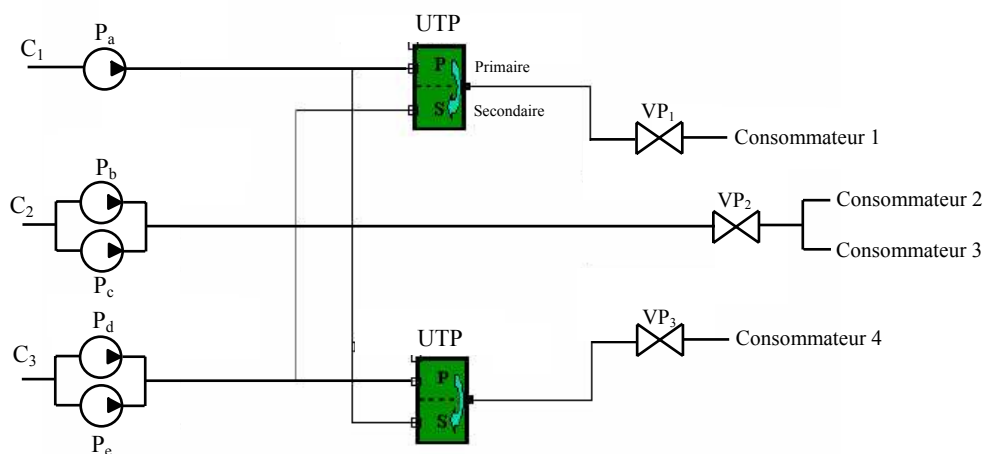 UTP
C1
Pa
P
Primaire
S
Secondaire
VP1
Consommateur 1
Pb
C2
Pc
VP2
Consommateur 2
Consommateur 3
Pd
C3
Pe
UTP
P
S
VP3
Consommateur 4